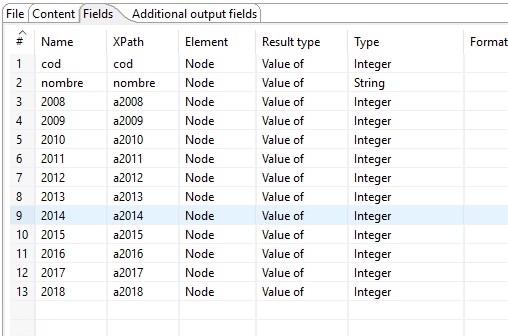 File Content Fields Additional output fields
# Name XPath Element Result type Type Format
1 cod cod Node Value of Integer
2 nombre nombre Node Value of String
3 2008 a2008 Node Value of Integer
4 2009 a2009 Node Value of Integer
5 2010 a2010 Node Value of Integer
6 2011 a2011 Node Value of Integer
7 2012 a2012 Node Value of Integer
8 2013 a2013 Node Value of Integer
9 2014 a2014 Node Value of Integer
10 2015 a2015 Node Value of Integer
11 2016 a2016 Node Value of Integer
12 2017 a2017 Node Value of Integer
13 2018 a2018 Node Value of Integer